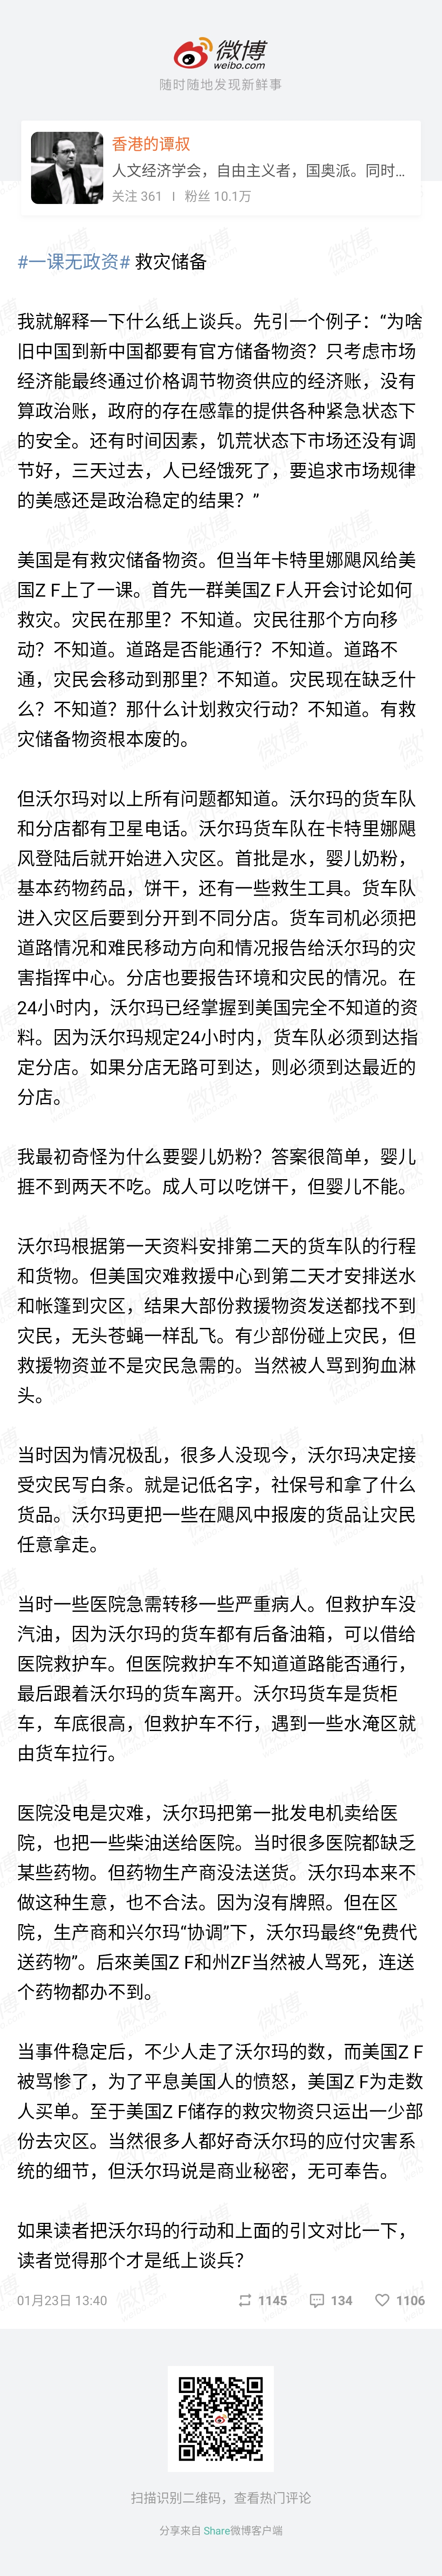 微博
weibo.com
随时随地发现新鲜事
香港的谭叔
人文经济学会，自由主义者，国奥派。同时...
关注 361 | 粉丝 10.1万
#一课无政资# 救灾储备
我就解释一下什么纸上谈兵。先引一个例子：“为啥
旧中国到新中国都要有官方储备物资？只考虑市场
经济能最终通过价格调节物资供应的经济账，没有
算政治账，政府的存在感靠的提供各种紧急状态下
的安全。还有时间因素，饥荒状态下市场还没有调
节好，三天过去，人已经饿死了，要追求市场规律
的美感还是政治稳定的结果？”
美国是有救灾储备物资。但当年卡特里娜飓风给美
国Z F上了一课。首先一群美国Z F人开会讨论如何
救灾。灾民在那里？不知道。灾民往那个方向移
动？不知道。道路是否能通行？不知道。道路不
通，灾民会移动到那里？不知道。灾民现在缺乏什
么？不知道？那什么计划救灾行动？不知道。有救
灾储备物资根本废的。
但沃尔玛对以上所有问题都知道。沃尔玛的货车队
和分店都有卫星电话。沃尔玛货车队在卡特里娜飓
风登陆后就开始进入灾区。首批是水，婴儿奶粉，
基本药物药品，饼干，还有一些救生工具。货车队
进入灾区后要到分开到不同分店。货车司机必须把
道路情况和难民移动方向和情况报告给沃尔玛的灾
害指挥中心。分店也要报告环境和灾民的情况。在
24小时内，沃尔玛已经掌握到美国完全不知道的资
料。因为沃尔玛规定24小时内，货车队必须到达指
定分店。如果分店无路可到达，则必须到达最近的
分店。
我最初奇怪为什么要婴儿奶粉？答案很简单，婴儿
捱不到两天不吃。成人可以吃饼干，但婴儿不能。
沃尔玛根据第一天资料安排第二天的货车队的行程
和货物。但美国灾难救援中心到第二天才安排送水
和帐篷到灾区，结果大部份救援物资发送都找不到
灾民，无头苍蝇一样乱飞。有少部份碰上灾民，但
救援物资並不是灾民急需的。当然被人骂到狗血淋
头。
当时因为情况极乱，很多人没现今，沃尔玛决定接
受灾民写白条。就是记低名字，社保号和拿了什么
货品。沃尔玛更把一些在飓风中报废的货品让灾民
任意拿走。
当时一些医院急需转移一些严重病人。但救护车没
汽油，因为沃尔玛的货车都有后备油箱，可以借给
医院救护车。但医院救护车不知道道路能否通行，
最后跟着沃尔玛的货车离开。沃尔玛货车是货柜
车，车底很高，但救护车不行，遇到一些水淹区就
由货车拉行。
医院没电是灾难，沃尔玛把第一批发电机卖给医
院，也把一些柴油送给医院。当时很多医院都缺乏
某些药物。但药物生产商没法送货。沃尔玛本来不
做这种生意，也不合法。因为沒有牌照。但在区
院，生产商和兴尔玛“协调”下，沃尔玛最终“免费代
送药物”。后來美国Z F和州ZF当然被人骂死，连送
个药物都办不到。
当事件稳定后，不少人走了沃尔玛的数，而美国Z F
被骂惨了，为了平息美国人的愤怒，美国Z F为走数
人买单。至于美国Z F储存的救灾物资只运出一少部
份去灾区。当然很多人都好奇沃尔玛的应付灾害系
统的细节，但沃尔玛说是商业秘密，无可奉告。
如果读者把沃尔玛的行动和上面的引文对比一下，
读者觉得那个才是纸上谈兵？
01月23日 13:40 1145 134 1106
扫描识别二维码，查看热门评论
分享来自 Share微博客户端